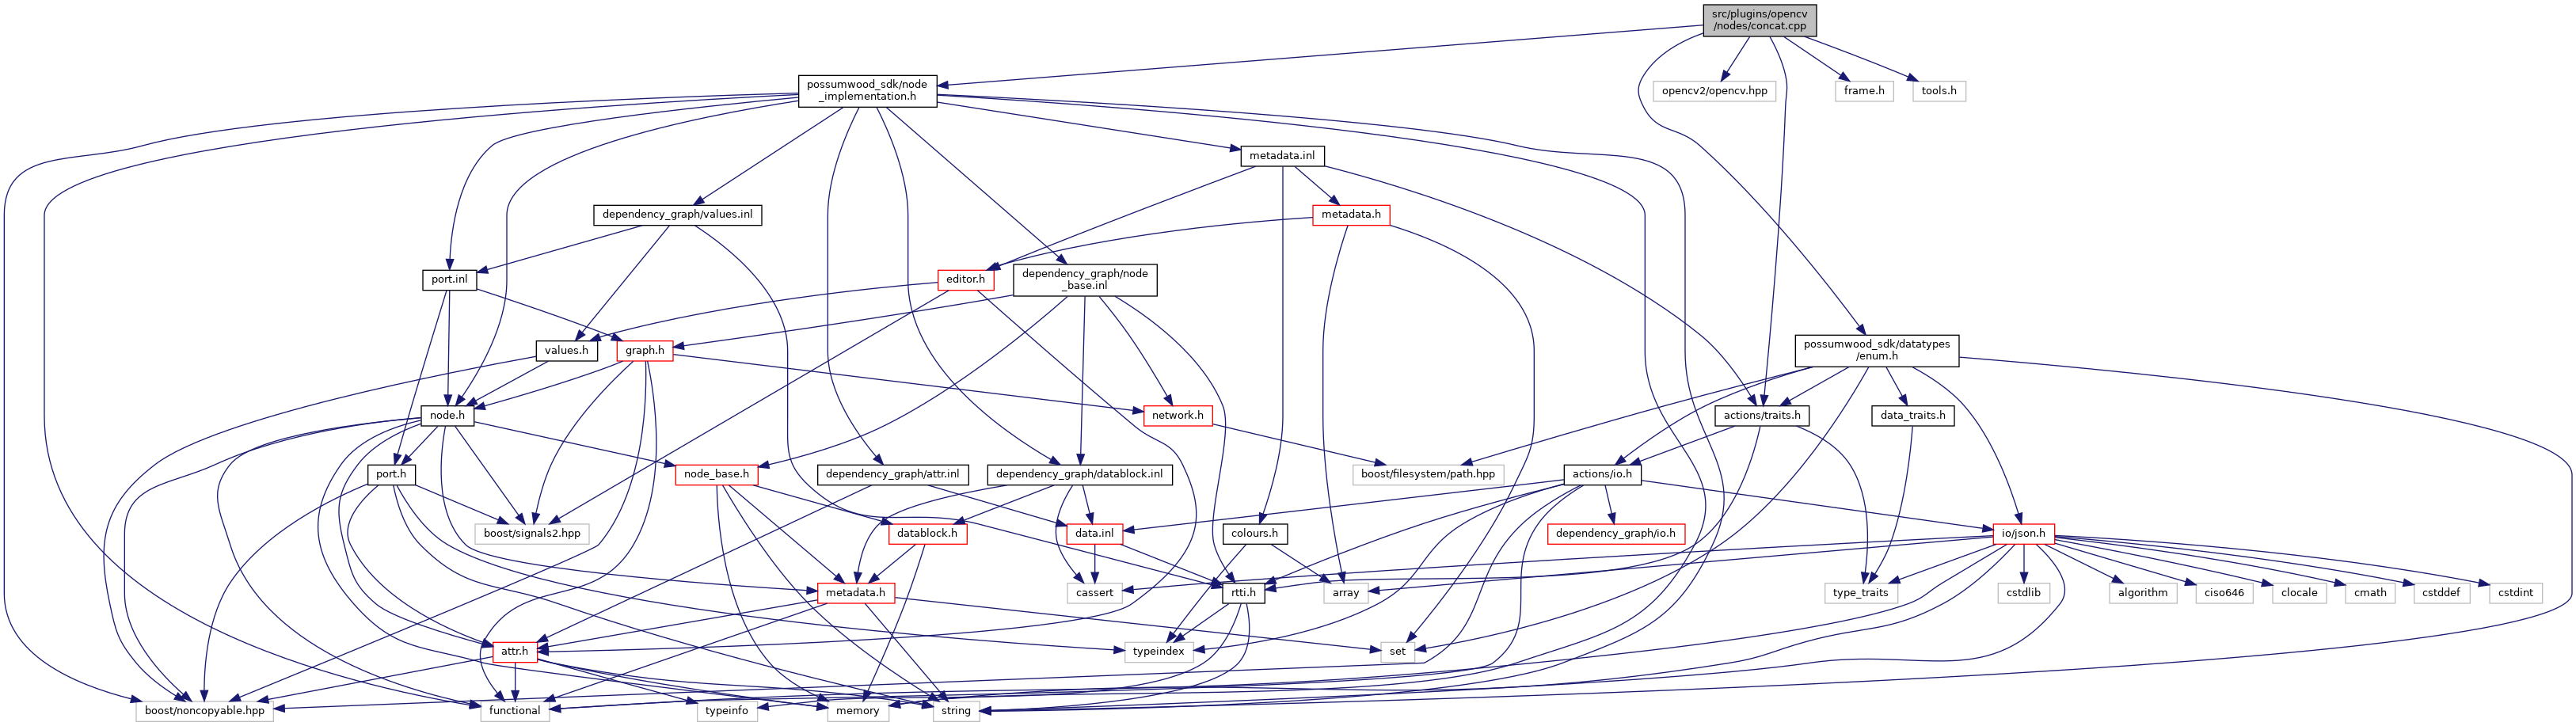 src/plugins/opencv
/nodes/concat.cpp
possumwood_sdk/node
_implementation.h
opencv2/opencv.hpp
frame.h
tools.h
metadata.inl
dependency_graph/values.inl
metadata.h
port.inl
editor.h
dependency_graph/node
_base.inl
values.h
graph.h
possumwood_sdk/datatypes
/enum.h
node.h
network.h
actions/traits.h
data_traits.h
port.h
node_base.h
dependency_graph/attr.inl
dependency_graph/datablock.inl
boost/filesystem/path.hpp
actions/io.h
boost/signals2.hpp
datablock.h
data.inl
colours.h
dependency_graph/io.h
io/json.h
metadata.h
cassert
rtti.h
array
type_traits
cstdlib
algorithm
ciso646
clocale
cmath
cstddef
cstdint
attr.h
typeindex
set
boost/noncopyable.hpp
functional
typeinfo
memory
string